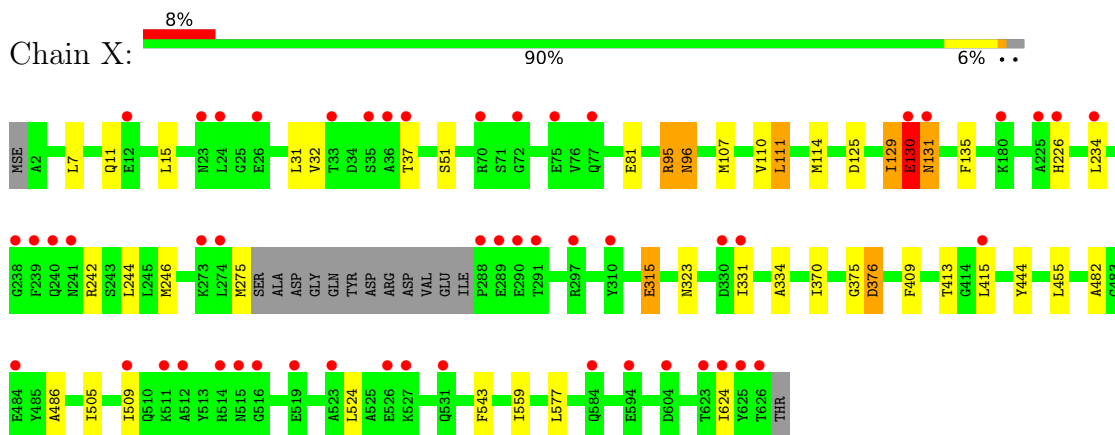 8%
Chain X:
90% 6% • •
MSE A2 L7 Q11 E12 L15 N23 L24 G25 E26 L31 V32 T33 D34 S35 A36 T37 S51 R70 S71 G72 E75 V76 Q77 E81 R95 N96 M107 V110 L111 M114 D125 I129 E130 N131 F135 K180 A225 H226 L234
G238 F239 Q240 N241 R242 S243 L244 L245 M246 K273 L274 M275 SER ALA ASP GLY GLN TYR ASP ARG ASP VAL GLU ILE P288 E289 E290 T291 R297 Y310 E315 N323 D330 I331 A334 I370 G375 D376 F409 T413 G414 L415 Y444 L455 A482 G483
E484 Y485 A486 I505 I509 Q510 K511 A512 Y513 R514 N515 G516 E519 A523 L524 A525 E526 K527 Q531 F543 I559 L577 Q584 E594 D604 T623 I624 Y625 T626 THR